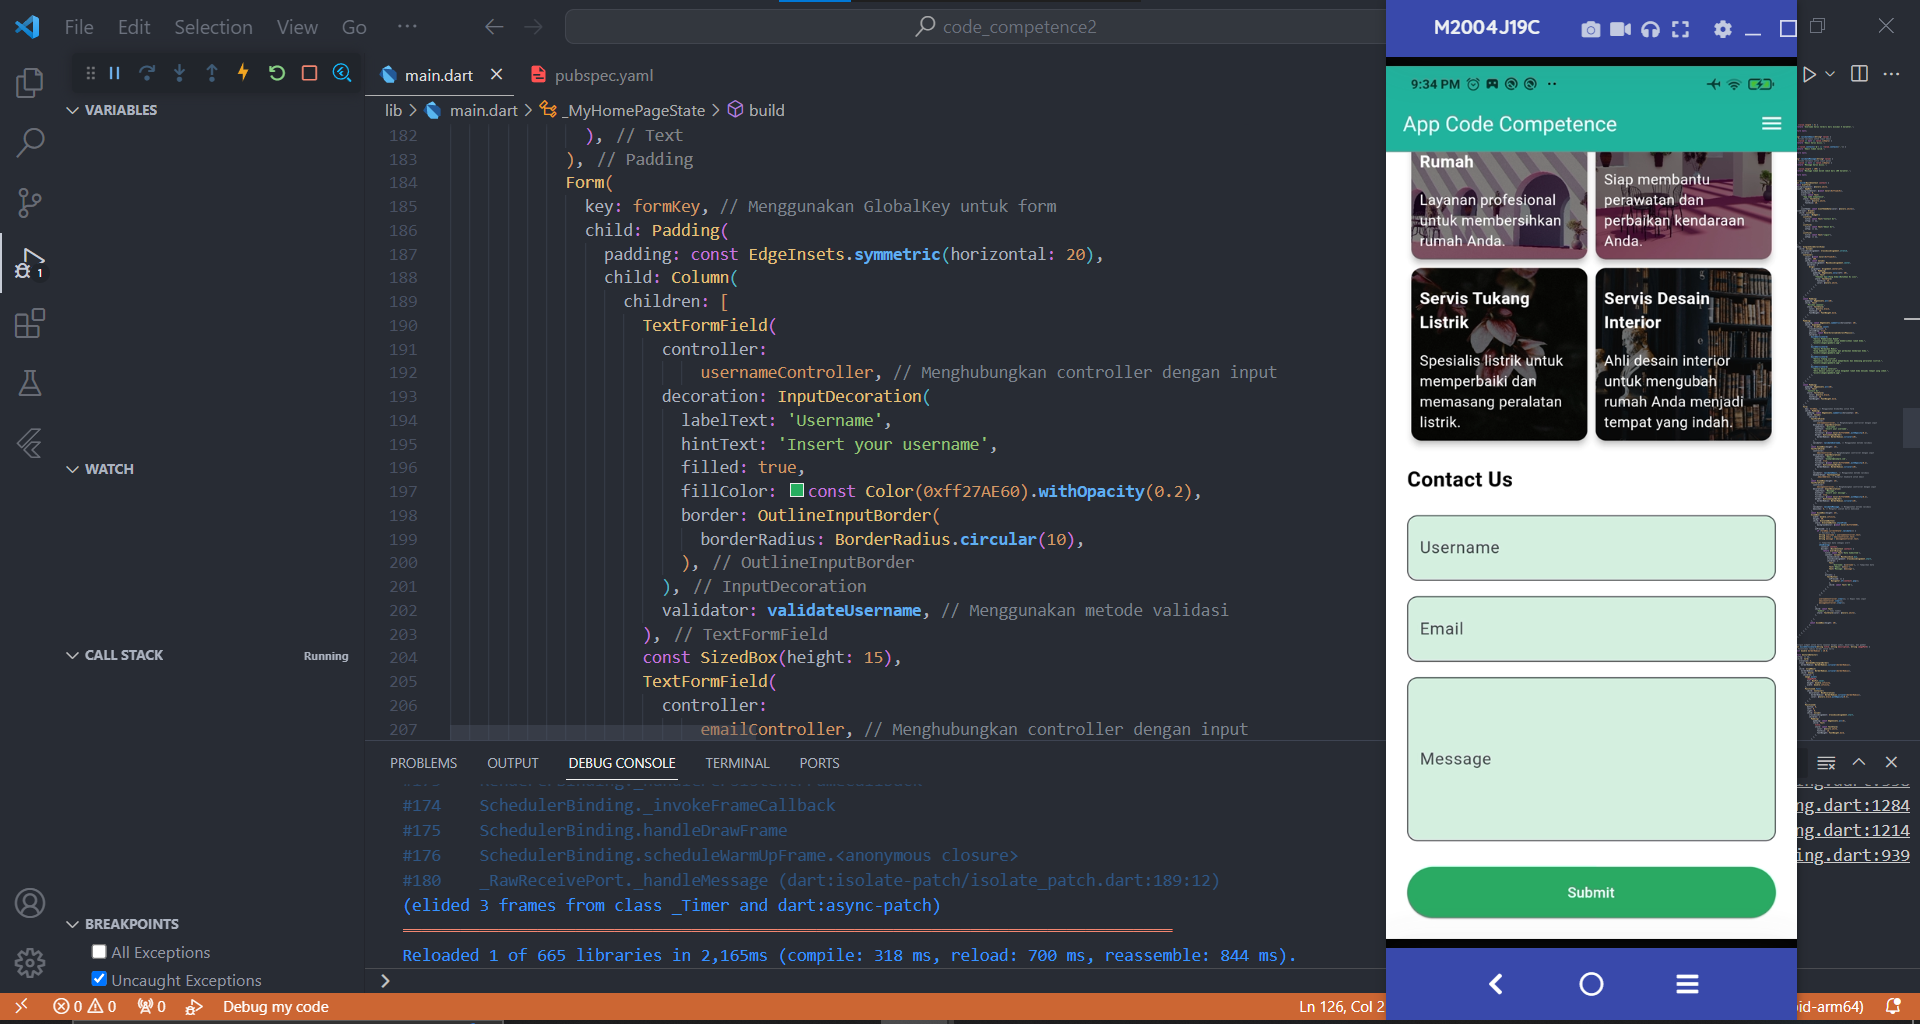 File Edit Selection View Go ···
code_competence2
main.dart
pubspec.yaml
lib > main.dart > _MyHomePageState > build
VARIABLES
WATCH
CALL STACK
Running
BREAKPOINTS
All Exceptions
Uncaught Exceptions
1
182 ), // Text
183 ), // Padding
184 Form(
185 key: formKey, // Menggunakan GlobalKey untuk form
186 child: Padding(
187 padding: const EdgeInsets.symmetric(horizontal: 20),
188 child: Column(
189 children: [
190 TextFormField(
191 controller:
192 usernameController, // Menghubungkan controller dengan input
193 decoration: InputDecoration(
194 labelText: 'Username',
195 hintText: 'Insert your username',
196 filled: true,
197 fillColor: const Color(0xff27AE60).withOpacity(0.2),
198 border: OutlineInputBorder(
199 borderRadius: BorderRadius.circular(10),
200 ), // OutlineInputBorder
201 ), // InputDecoration
202 validator: validateUsername, // Menggunakan metode validasi
203 ), // TextFormField
204 const SizedBox(height: 15),
205 TextFormField(
206 controller:
207 emailController, // Menghubungkan controller dengan input
PROBLEMS OUTPUT DEBUG CONSOLE TERMINAL PORTS
#174 SchedulerBinding._invokeFrameCallback
ng.dart:1284
#175 SchedulerBinding.handleDrawFrame
ng.dart:1214
#176 SchedulerBinding.scheduleWarmUpFrame.<anonymous closure>
ing.dart:939
#180 _RawReceivePort._handleMessage (dart:isolate-patch/isolate_patch.dart:189:12)
(elided 3 frames from class _Timer and dart:async-patch)
Reloaded 1 of 665 libraries in 2,165ms (compile: 318 ms, reload: 700 ms, reassemble: 844 ms).
0 0 0 Debug my code
Ln 126, Col 2
id-arm64)
M2004J19C
9:34 PM
App Code Competence
Rumah
Layanan profesional
untuk membersihkan
rumah Anda.
Siap membantu
perawatan dan
perbaikan kendaraan
Anda.
Servis Tukang
Listrik
Spesialis listrik untuk
memperbaiki dan
memasang peralatan
listrik.
Servis Desain
Interior
Ahli desain interior
untuk mengubah
rumah Anda menjadi
tempat yang indah.
Contact Us
Username
Email
Message
Submit